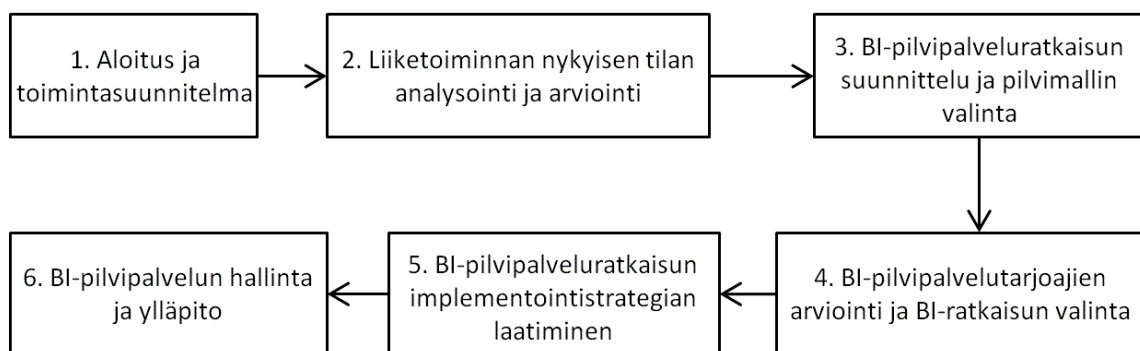 1. Aloitus ja
toimintasuunnitelma
2. Liiketoiminnan nykyisen tilan
analysointi ja arviointi
3. BI-pilvipalveluratkaisun
suunnittelu ja pilvimallin
valinta
4. BI-pilvipalvelutarjoajien
arviointi ja BI-ratkaisun valinta
5. BI-pilvipalveluratkaisun
implementointistrategian
laatiminen
6. BI-pilvipalvelun hallinta
ja ylläpito